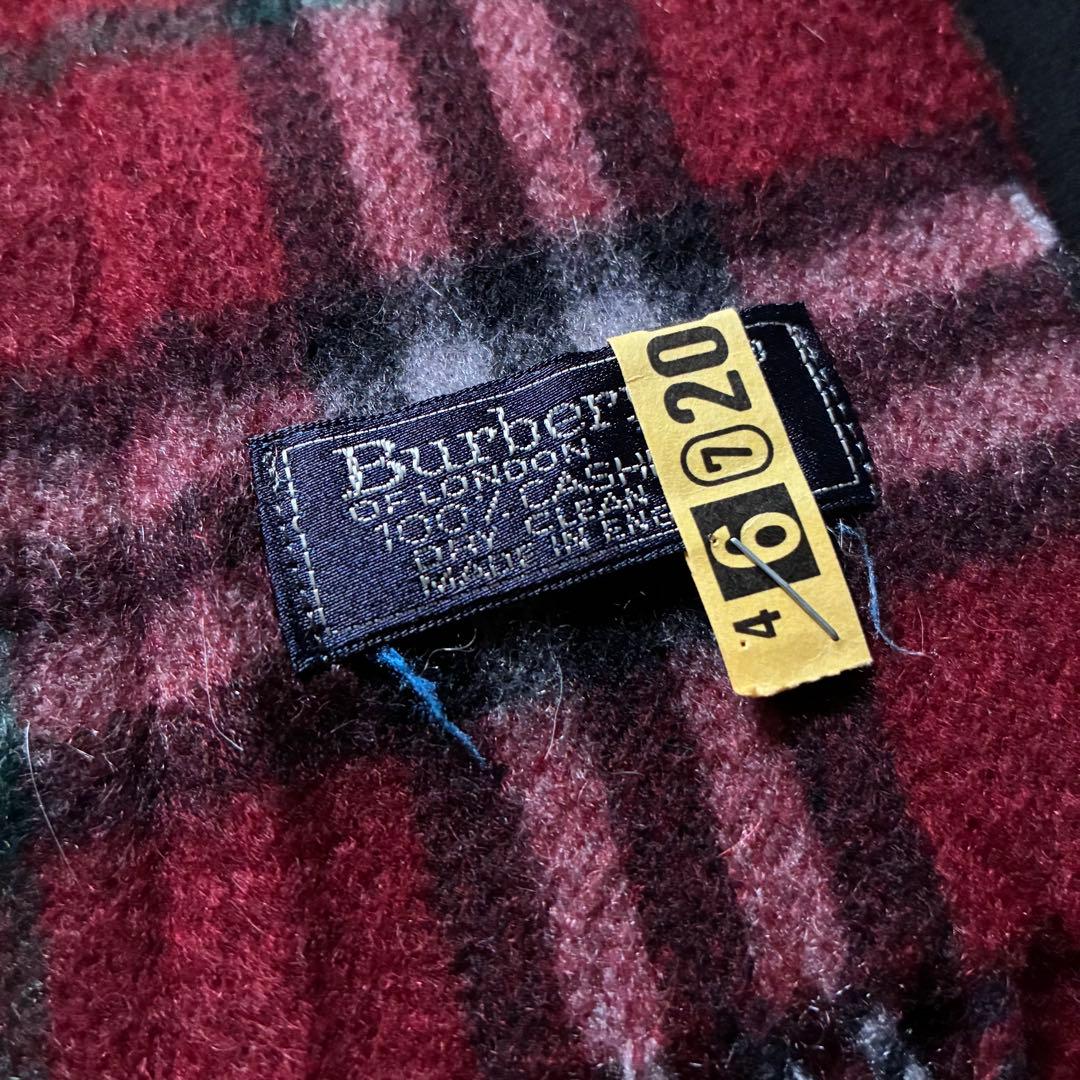 Burber
OF LONDON
100% CASH
DRY CLEAN
MADE IN ENG
4 6 7 20